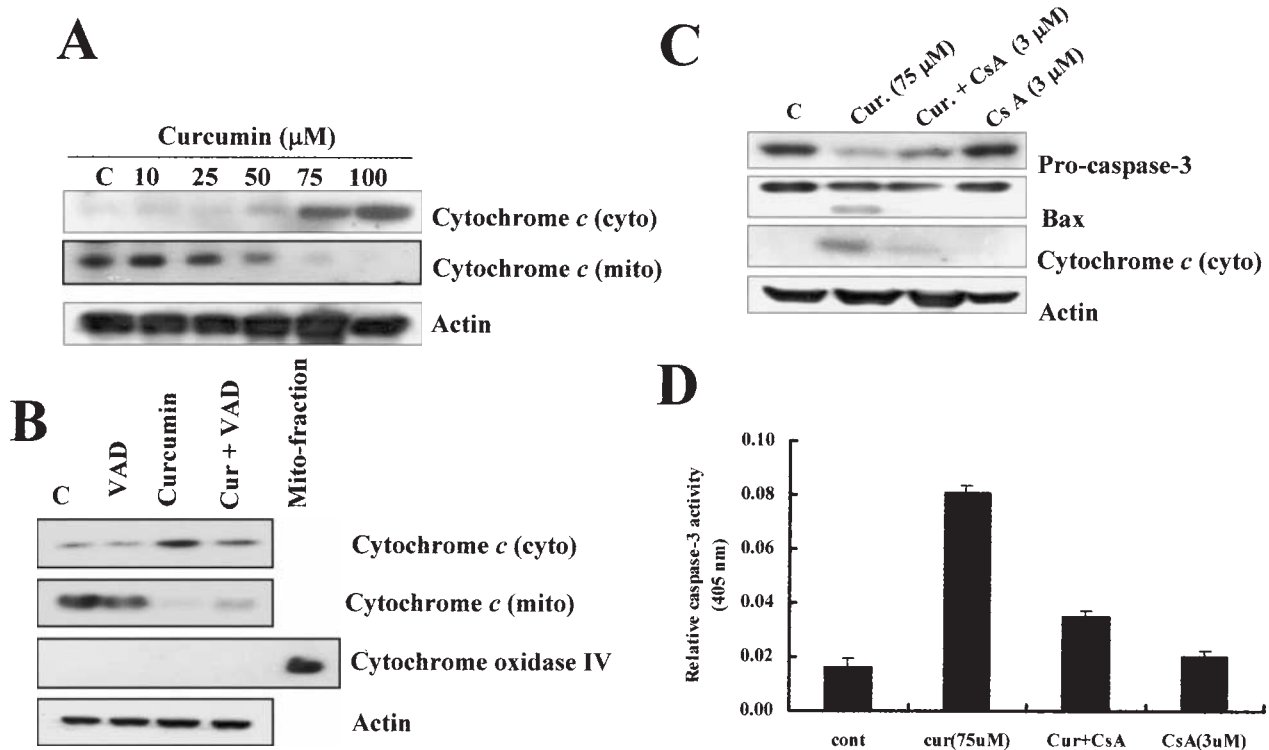 A
Curcumin (μM)
C 10 25 50 75 100
Cytochrome c (cyto)
Cytochrome c (mito)
Actin
B
C
VAD
Curcumin
Cur + VAD
Mito-fraction
Cytochrome c (cyto)
Cytochrome c (mito)
Cytochrome oxidase IV
Actin
C
C
Cur. (75 μM)
Cur. + CsA (3 μM)
Cs A (3 μM)
Pro-caspase-3
Bax
Cytochrome c (cyto)
Actin
D
Relative caspase-3 activity
(405 nm)
0.10
0.08
0.06
0.04
0.02
0.00
cont cur(75uM) Cur+CsA CsA(3uM)